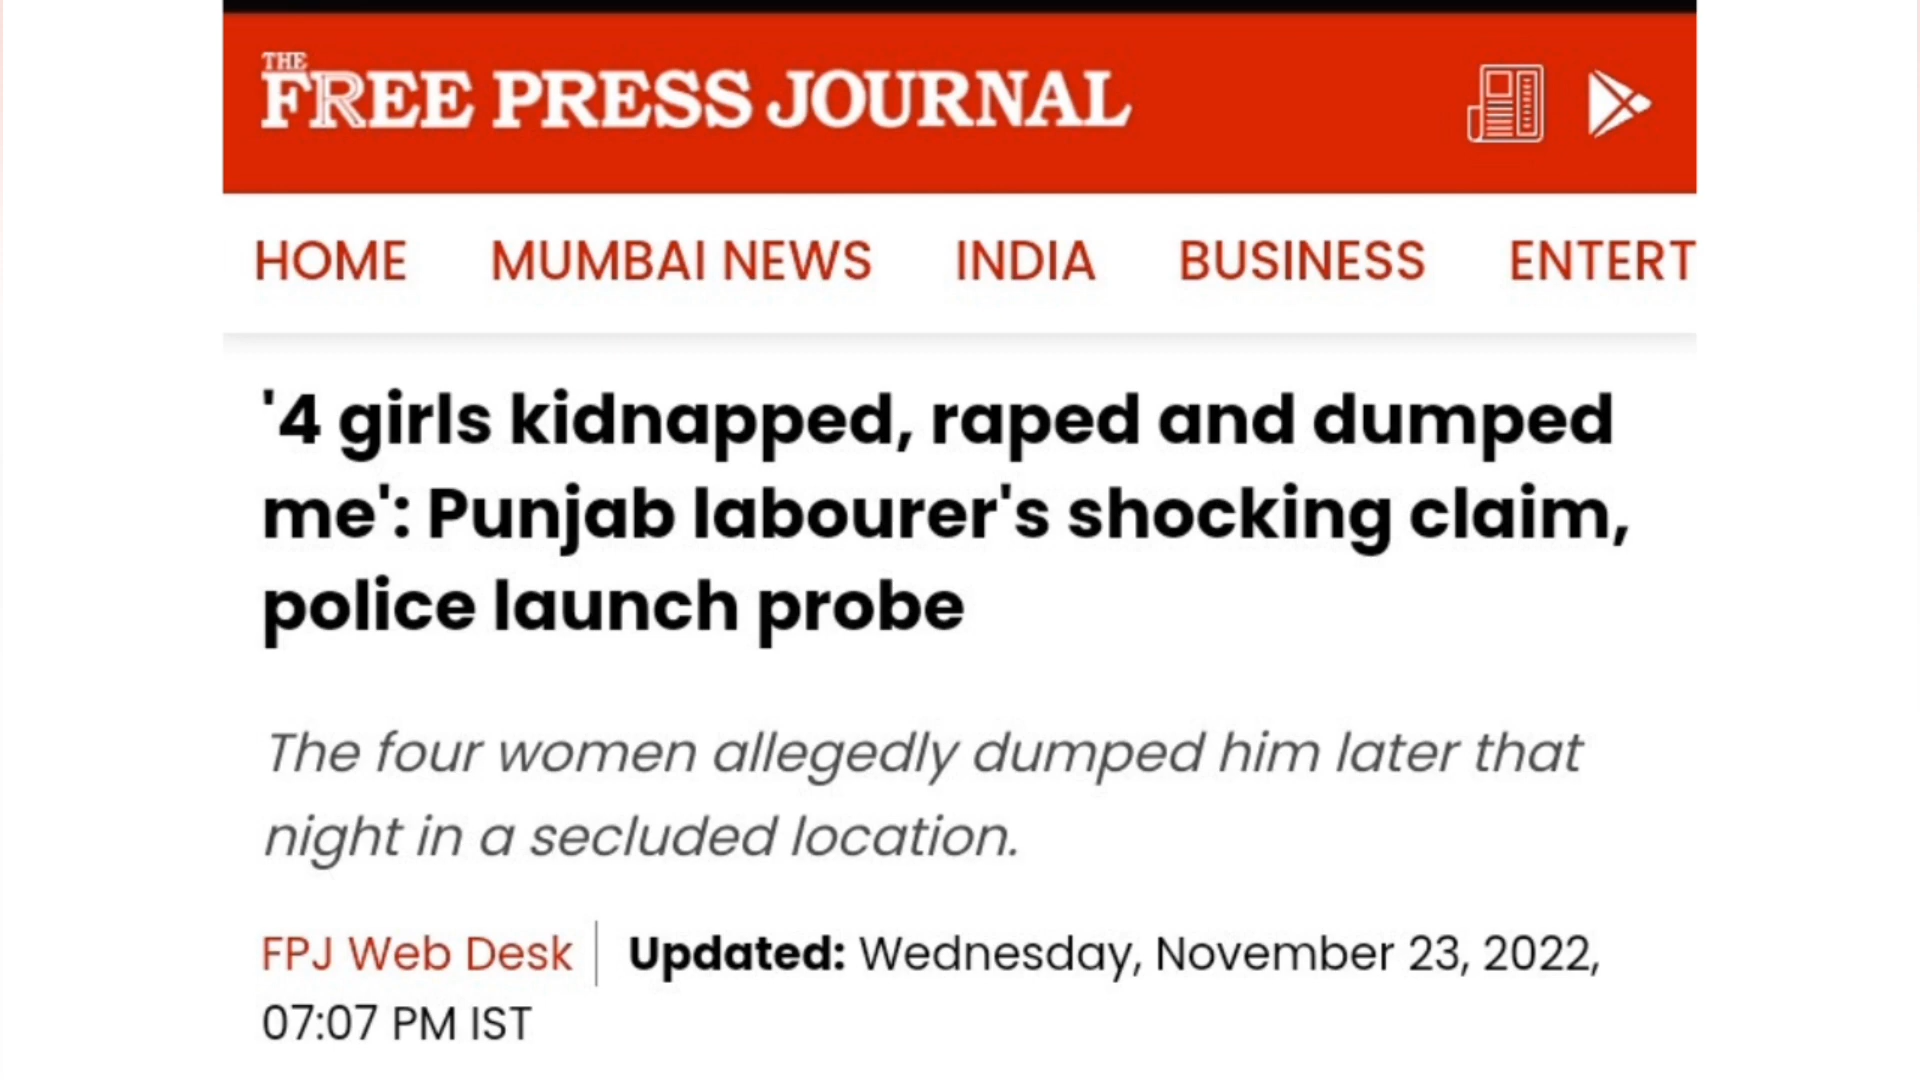 THE
FREE PRESS JOURNAL
HOME MUMBAI NEWS INDIA BUSINESS ENTERT
'4 girls kidnapped, raped and dumped
me': Punjab labourer's shocking claim,
police launch probe
The four women allegedly dumped him later that
night in a secluded location.
FPJ Web Desk | Updated: Wednesday, November 23, 2022,
07:07 PM IST